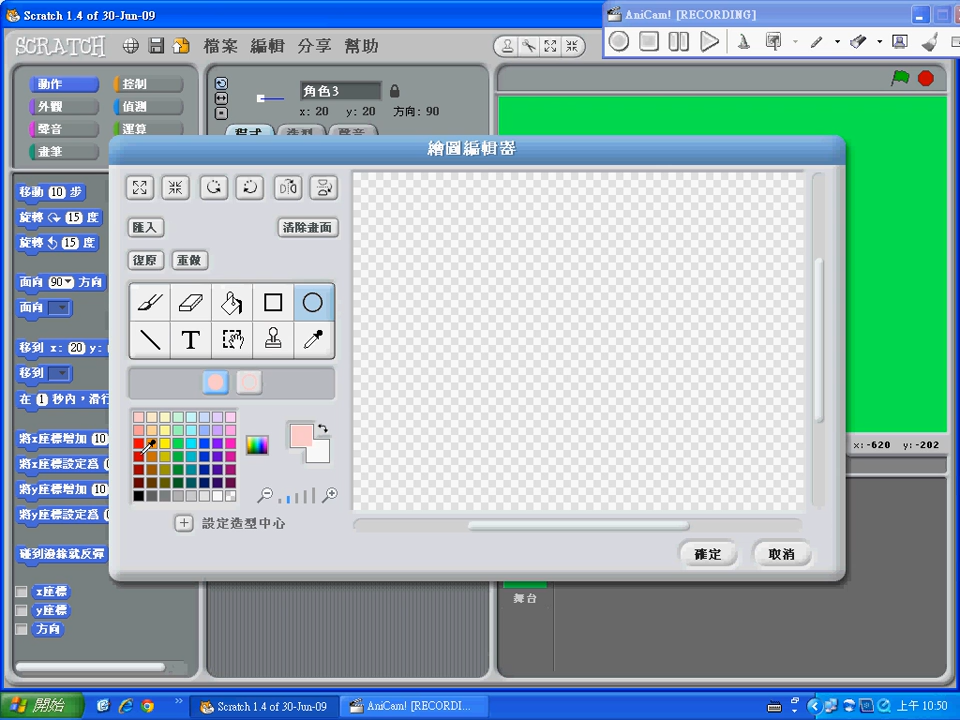 Scratch 1.4 of 30-Jun-09
AniCam! [RECORDING]
SCRATCH
檔案 編輯 分享 幫助
動作 控制
外觀 偵測
聲音 運算
畫筆
角色3
x: 20 y: 20 方向: 90
程式 造型 聲音
繪圖編輯器
匯入 清除畫面
復原 重做
T
設定造型中心
確定 取消
移動 10 步
旋轉 15 度
旋轉 15 度
面向 90 方向
面向
移到 x: 20 y:
移到
在 1 秒內，滑行
將x座標增加 10
將x座標設定為
將y座標增加 10
將y座標設定為
碰到邊緣就反彈
x座標
y座標
方向
x:-620 y:-202
舞台
開始
Scratch 1.4 of 30-Jun-09
AniCam! [RECORDI...
上午 10:50